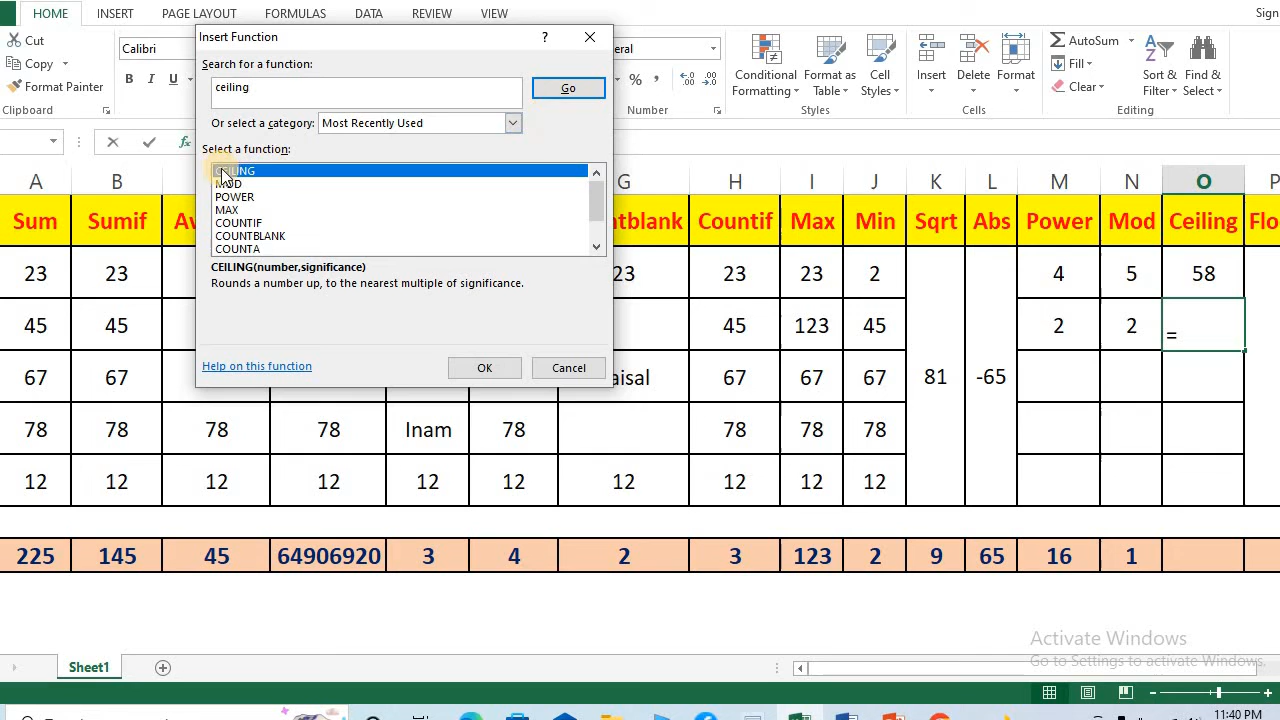 HOME INSERT PAGE LAYOUT FORMULAS DATA REVIEW VIEW Sign
Cut
Copy
Format Painter
Clipboard
Calibri
B I U
Insert Function ? 
Search for a function:
ceiling
Go
Or select a category: Most Recently Used
Select a function:
CEILING
MOD
POWER
MAX
COUNTIF
COUNTBLANK
COUNTA
CEILING(number,significance)
Rounds a number up, to the nearest multiple of significance.
Help on this function
OK Cancel
eral
% ,
Number
Conditional Formatting
Format as Table
Cell Styles
Styles
Insert Delete Format
Cells
AutoSum
Fill
Clear
Sort & Filter
Find & Select
Editing
fx
A B G H I J K L M N O P
Sum Sumif Av ntblank Countif Max Min Sqrt Abs Power Mod Ceiling Flo
23 23 23 23 23 2 4 5 58
45 45 45 123 45 2 2 =
67 67 aisal 67 67 67 81 -65
78 78 78 78 Inam 78 78 78 78
12 12 12 12 12 12 12 12 12 12
225 145 45 64906920 3 4 2 3 123 2 9 65 16 1
Activate Windows
Go to Settings to activate Windows.
Sheet1
11:40 PM